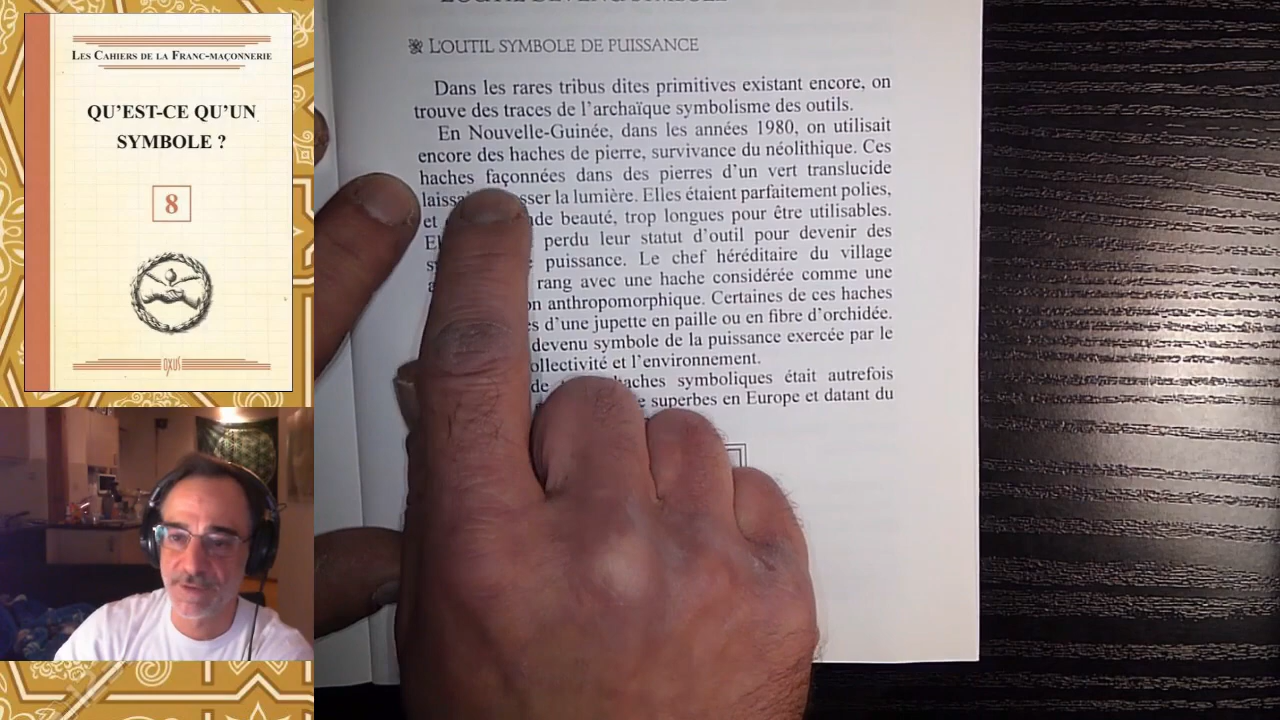 Les Cahiers de la Franc-maçonnerie
QU'EST-CE QU'UN
SYMBOLE ?
8
OXUS
L'OUTIL SYMBOLE DE PUISSANCE
Dans les rares tribus dites primitives existant encore, on
trouve des traces de l'archaïque symbolisme des outils.
En Nouvelle-Guinée, dans les années 1980, on utilisait
encore des haches de pierre, survivance du néolithique. Ces
haches façonnées dans des pierres d'un vert translucide
la lumière. Elles étaient parfaitement polies,
et beauté, trop longues pour être utilisables.
perdu leur statut d'outil pour devenir des
puissance. Le chef héréditaire du village
rang avec une hache considérée comme une
anthropomorphique. Certaines de ces haches
d'une jupette en paille ou en fibre d'orchidée.
devenu symbole de la puissance exercée par le
et l'environnement.
de haches symboliques était autrefois
superbes en Europe et datant du